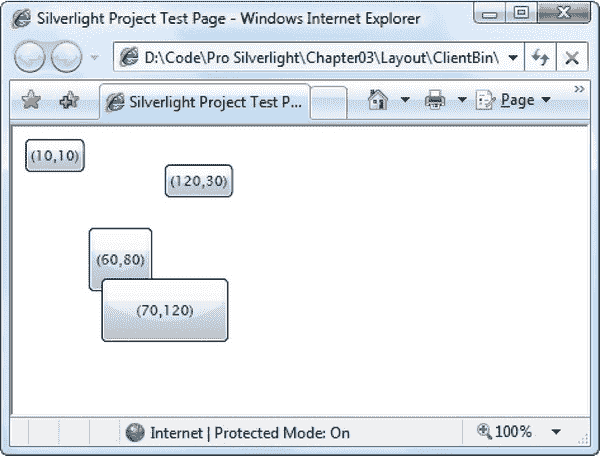 Silverlight Project Test Page - Windows Internet Explorer
D:\Code\Pro Silverlight\Chapter03\Layout\ClientBin\
Silverlight Project Test P...
Page
(10,10)
(120,30)
(60,80)
(70,120)
Internet | Protected Mode: On
100%